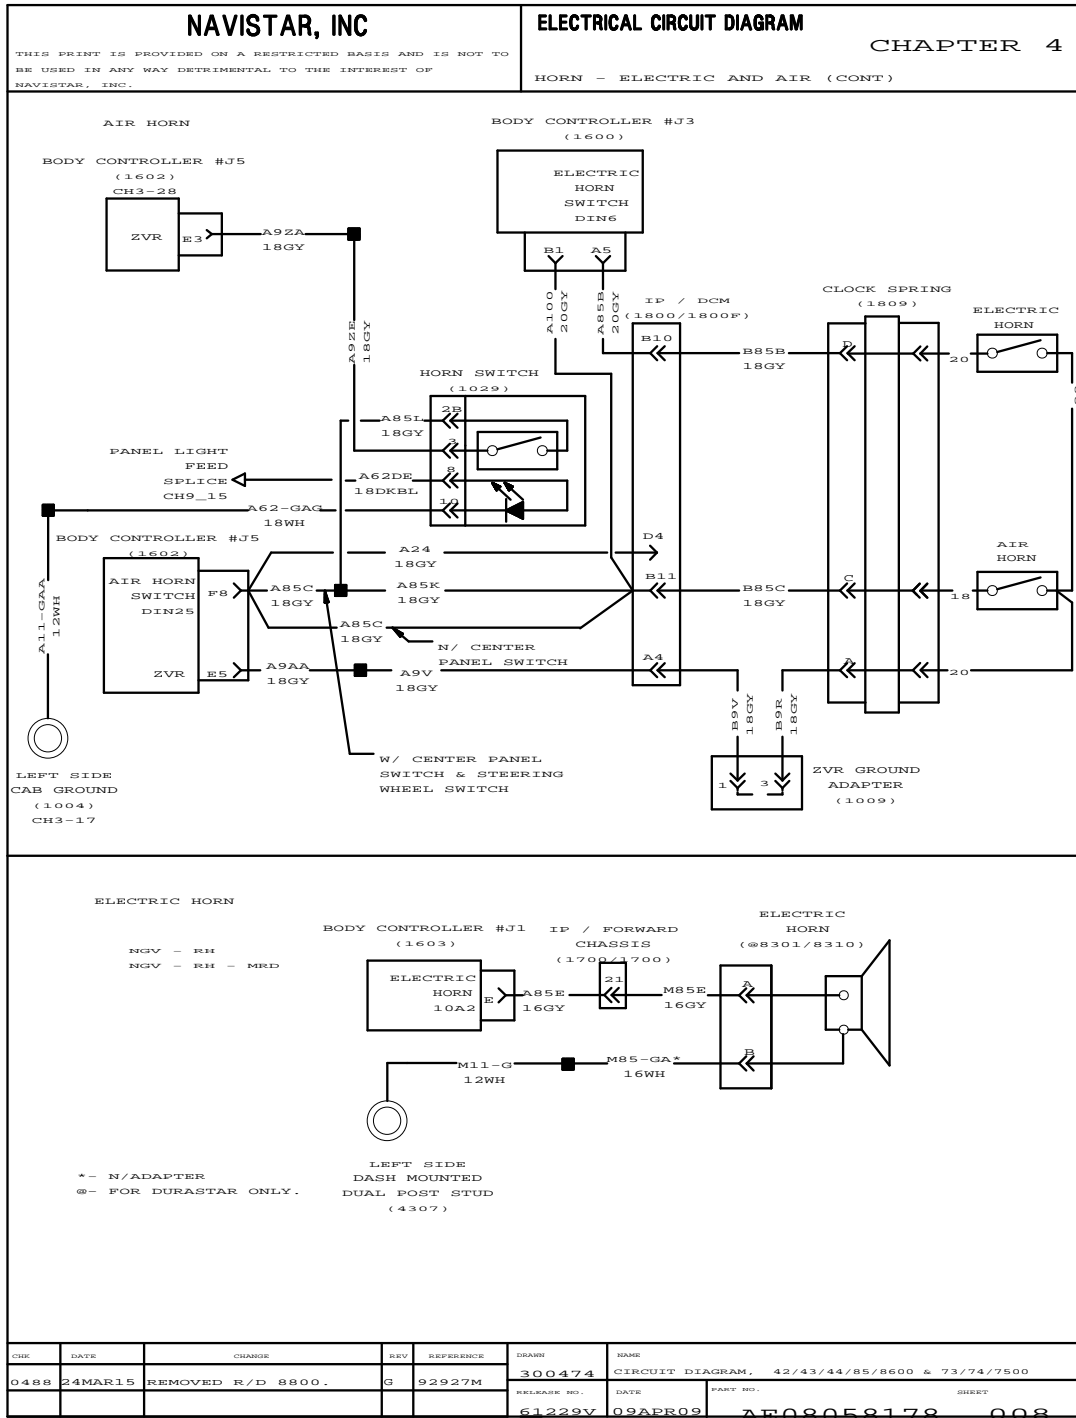 NAVISTAR, INC
THIS PRINT IS PROVIDED ON A RESTRICTED BASIS AND IS NOT TO
BE USED IN ANY WAY DETRIMENTAL TO THE INTEREST OF
NAVISTAR, INC.
ELECTRICAL CIRCUIT DIAGRAM
CHAPTER 4
HORN - ELECTRIC AND AIR (CONT)
AIR HORN
BODY CONTROLLER #J5
(1602)
CH3-28
ZVR
E3
A9ZA
18GY
A9ZE
18GY
BODY CONTROLLER #J3
(1600)
ELECTRIC
HORN
SWITCH
DIN6
B1
A5
A100
20GY
A85B
20GY
IP / DCM
(1800/1800F)
B10
B85B
18GY
CLOCK SPRING
(1809)
D
20
ELECTRIC
HORN
HORN SWITCH
(1029)
2B
A85L
18GY
3
8
A62DE
18DKBL
10
A62-GAG
18WH
PANEL LIGHT
FEED
SPLICE
CH9_15
A11-GAA
12WH
BODY CONTROLLER #J5
(1602)
AIR HORN
SWITCH
DIN25
F8
ZVR
E5
A24
18GY
D4
A85C
18GY
A85K
18GY
B11
B85C
18GY
C
18
AIR
HORN
A85C
18GY
N/ CENTER
PANEL SWITCH
A9AA
18GY
A9V
18GY
A4
A
20
B9V
18GY
B9R
18GY
1
3
ZVR GROUND
ADAPTER
(1009)
W/ CENTER PANEL
SWITCH & STEERING
WHEEL SWITCH
LEFT SIDE
CAB GROUND
(1004)
CH3-17
ELECTRIC HORN
NGV - RH
NGV - RH - MRD
BODY CONTROLLER #J1
(1603)
ELECTRIC
HORN
10A2
E
A85E
16GY
IP / FORWARD
CHASSIS
(1700/1700)
21
M85E
16GY
ELECTRIC
HORN
(@8301/8310)
A
B
M11-G
12WH
M85-GA*
16WH
LEFT SIDE
DASH MOUNTED
DUAL POST STUD
(4307)
*- N/ADAPTER
@- FOR DURASTAR ONLY.
CHK DATE CHANGE REV REFERENCE
0488 24MAR15 REMOVED R/D 8800. G 92927M
DRAWN
300474
NAME
CIRCUIT DIAGRAM, 42/43/44/85/8600 & 73/74/7500
RELEASE NO.
61229V
DATE
09APR09
PART NO.
AE08058178
SHEET
008